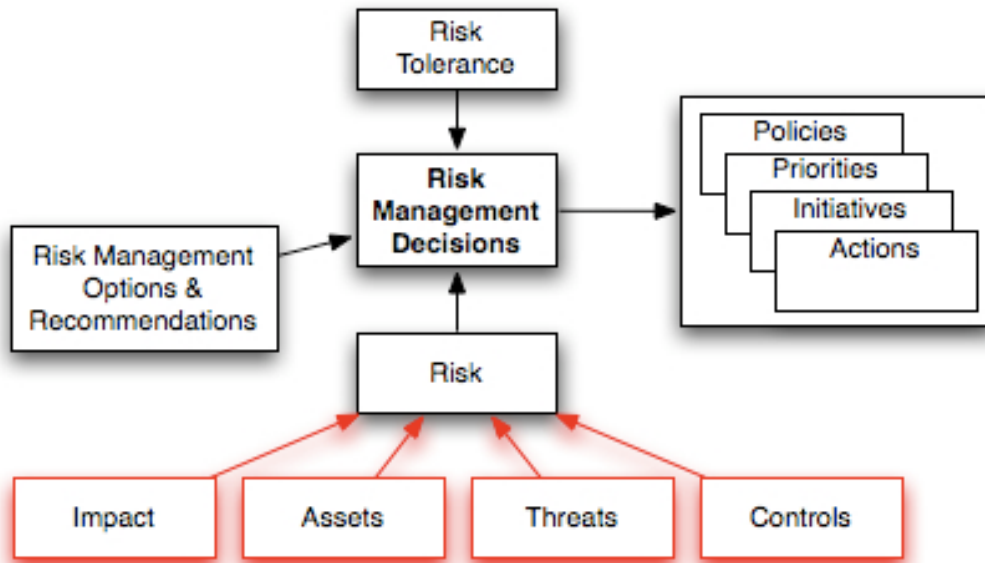 Risk
Tolerance
Policies
Priorities
Initiatives
Actions
Risk
Management
Decisions
Risk Management
Options &
Recommendations
Risk
Impact
Assets
Threats
Controls